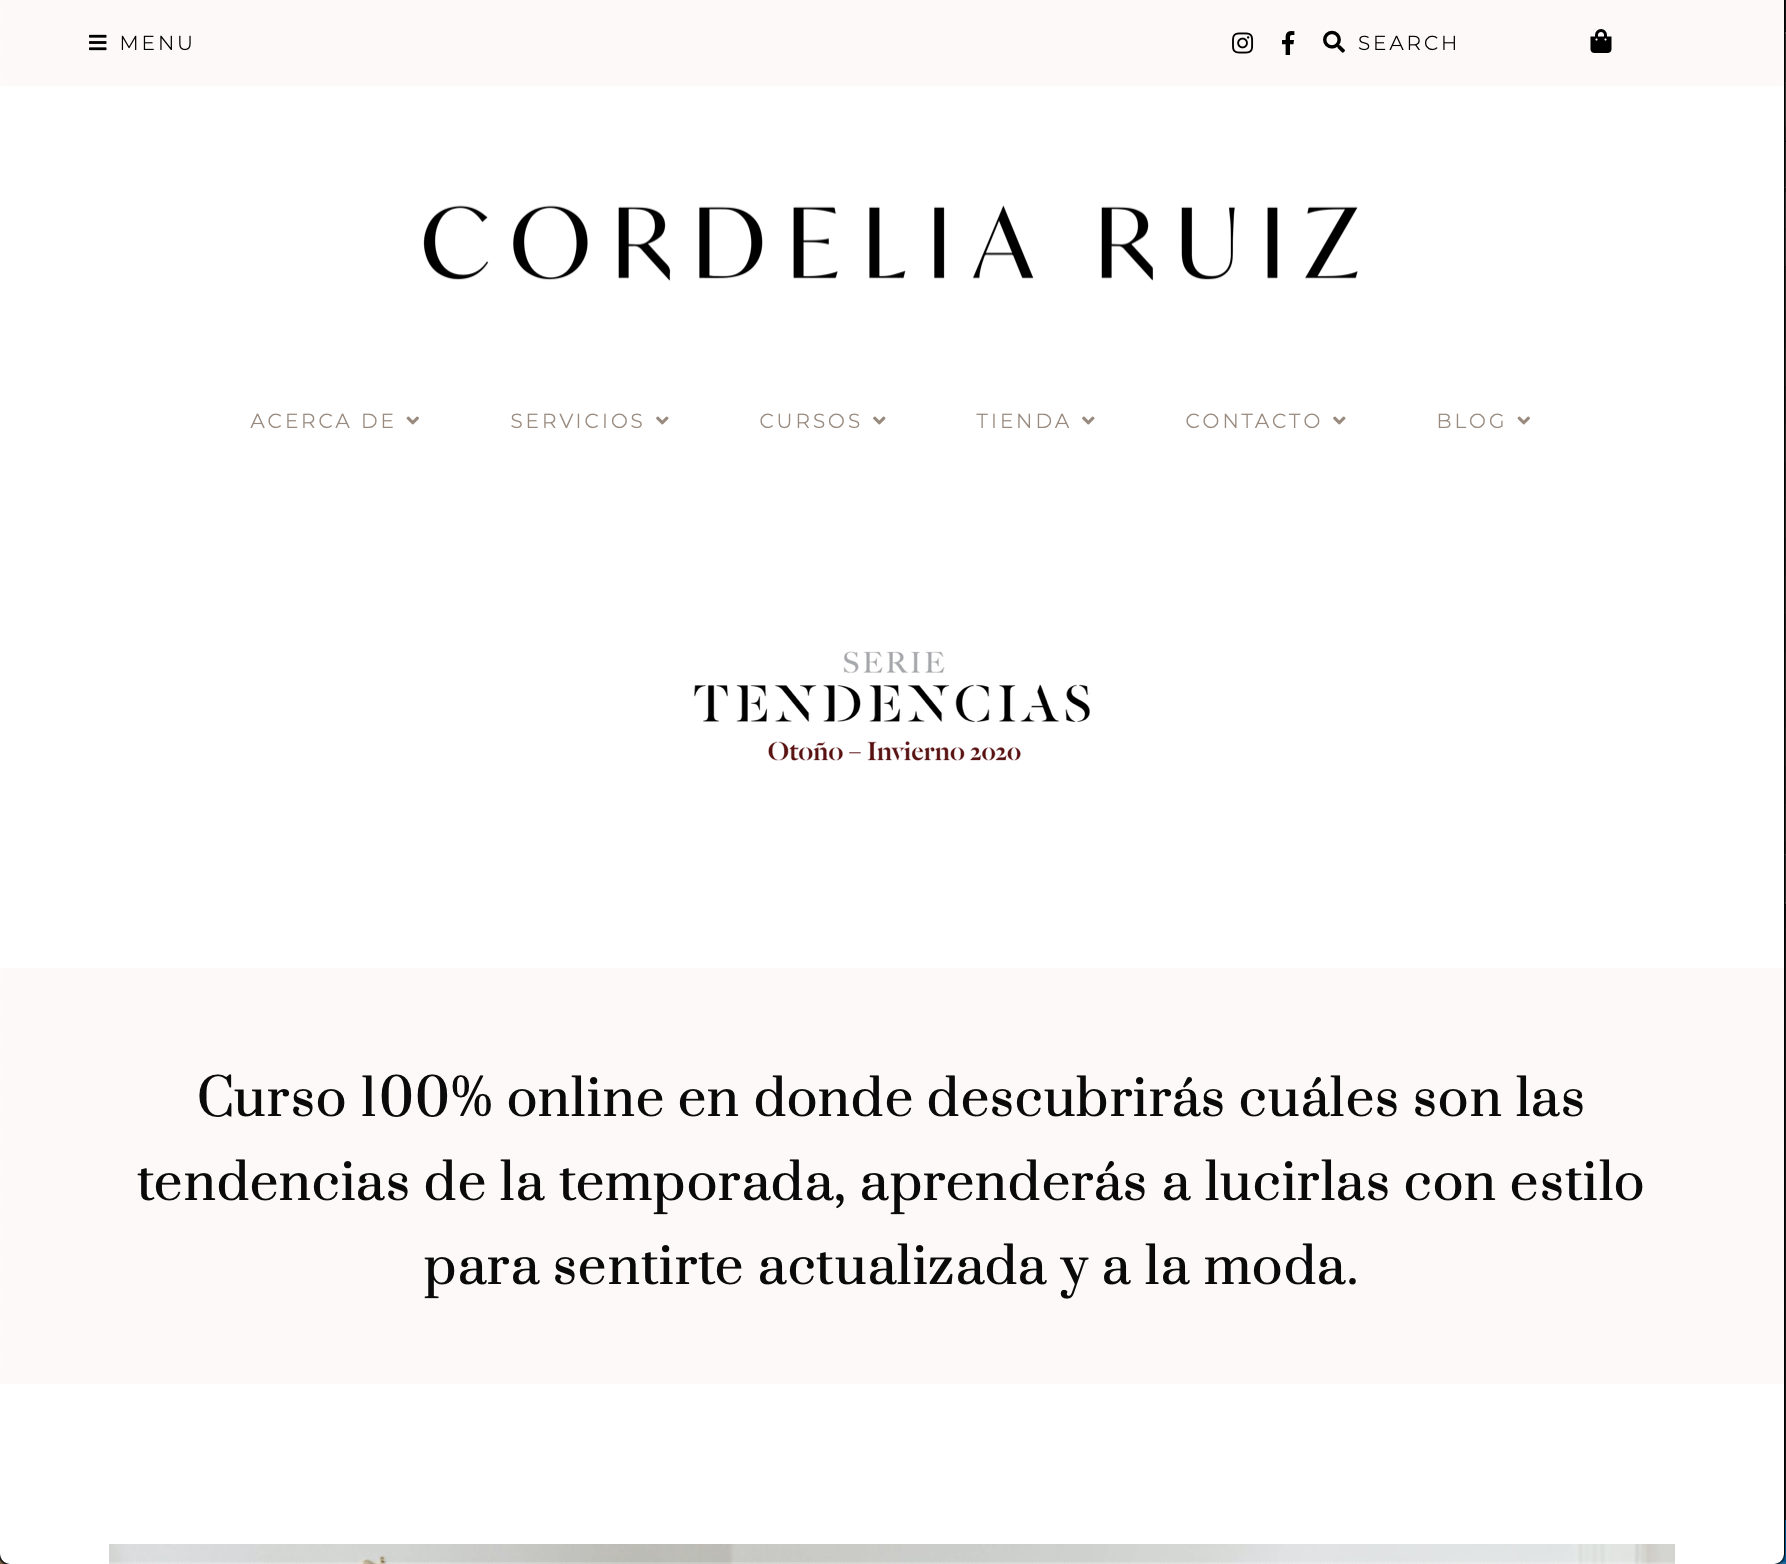 MENU
SEARCH
CORDELIA RUIZ
ACERCA DE
SERVICIOS
CURSOS
TIENDA
CONTACTO
BLOG
SERIE
TENDENCIAS
Otoño – Invierno 2020
Curso 100% online en donde descubrirás cuáles son las
tendencias de la temporada, aprenderás a lucirlas con estilo
para sentirte actualizada y a la moda.